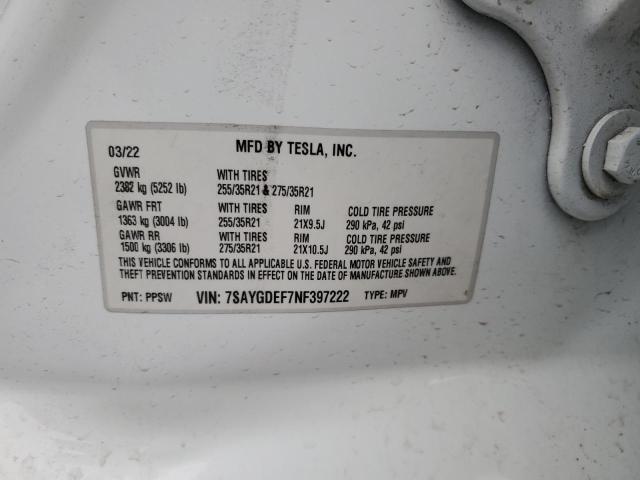 03/22 MFD BY TESLA, INC.
GVWR WITH TIRES
2382 kg (5252 lb) 255/35R21 & 275/35R21
GAWR FRT WITH TIRES RIM COLD TIRE PRESSURE
1363 kg (3004 lb) 255/35R21 21X9.5J 290 kPa, 42 psi
GAWR RR WITH TIRES RIM COLD TIRE PRESSURE
1500 kg (3306 lb) 275/35R21 21X10.5J 290 kPa, 42 psi
THIS VEHICLE CONFORMS TO ALL APPLICABLE U.S. FEDERAL MOTOR VEHICLE SAFETY AND
THEFT PREVENTION STANDARDS IN EFFECT ON THE DATE OF MANUFACTURE SHOWN ABOVE.
PNT: PPSW VIN: 7SAYGDEF7NF397222 TYPE: MPV